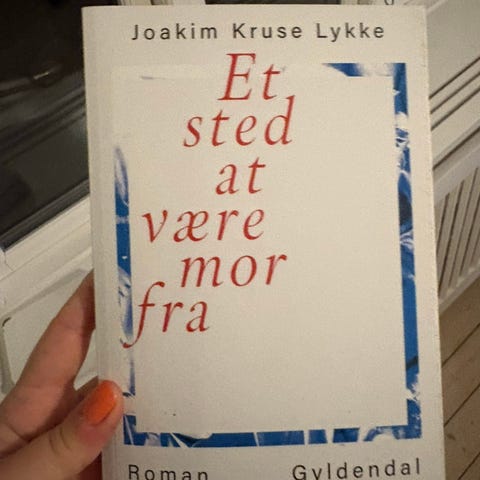 Joakim Kruse Lykke
Et
sted
at
være
mor
fra
Roman Gyldendal